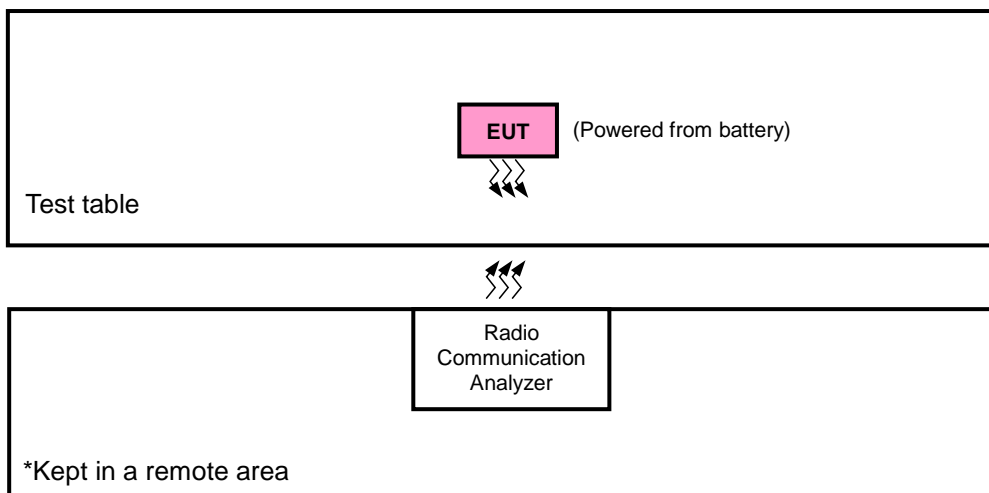 EUT
(Powered from battery)
Test table
Radio
Communication
Analyzer
*Kept in a remote area